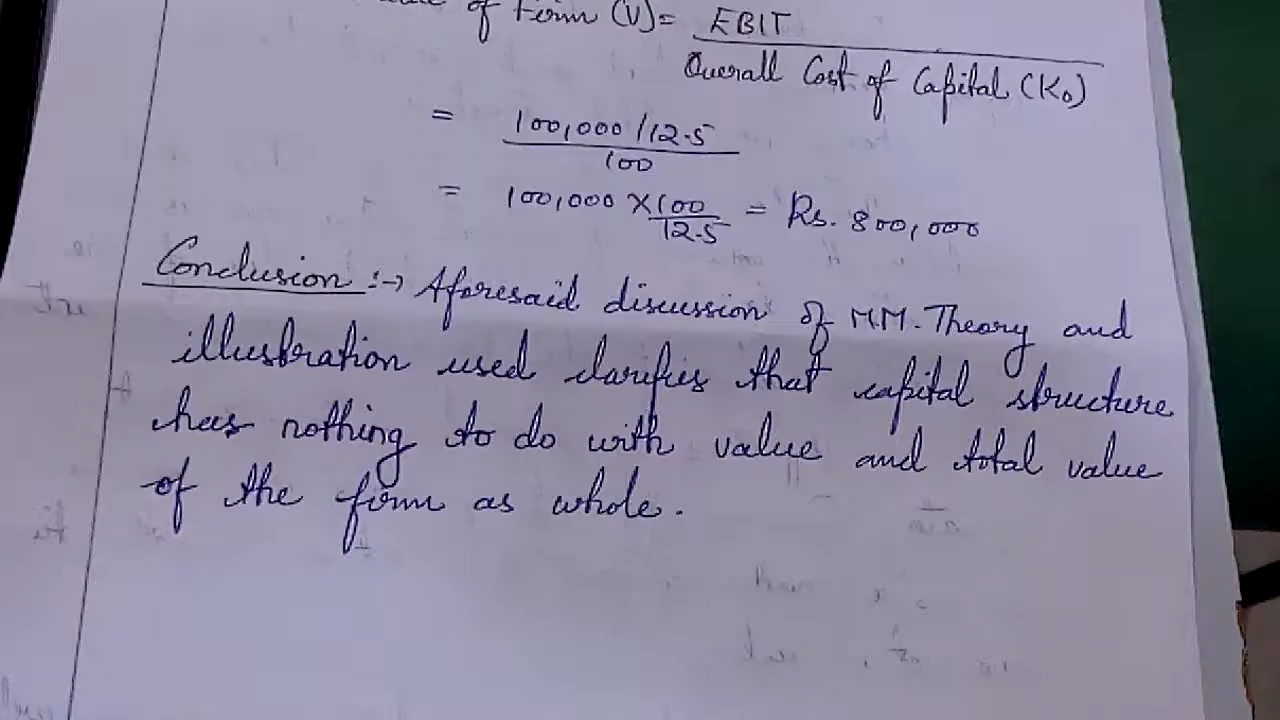 of Firm (V) = EBIT
Overall Cost of Capital (K0)
= 100,000 / 12.5
100
= 100,000 × 100 = Rs. 800,000
12.5
Conclusion :→ Aforesaid discussion of M.M. Theory and
illustration used clarifies that capital structure
has nothing to do with value and total value
of the firm as whole.